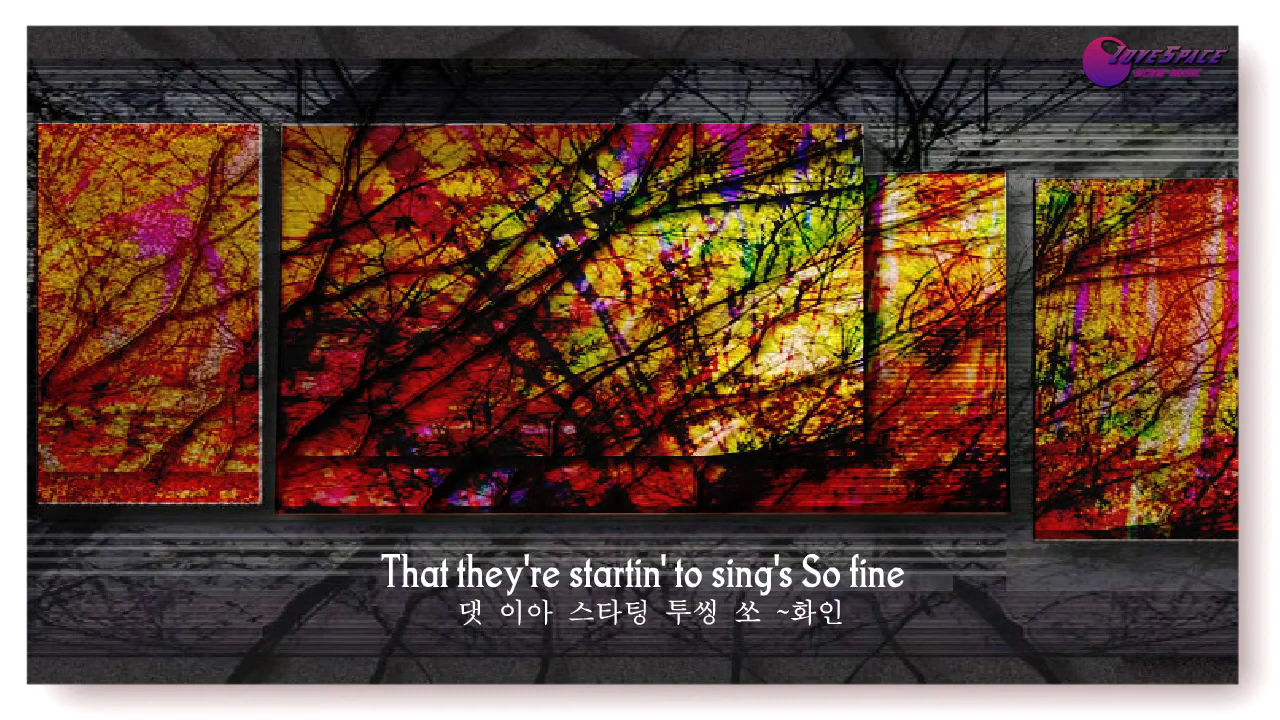 LOVESPACE
That they're startin' to sing's So fine
댓 이아 스타팅 투씽 쏘 ~화인